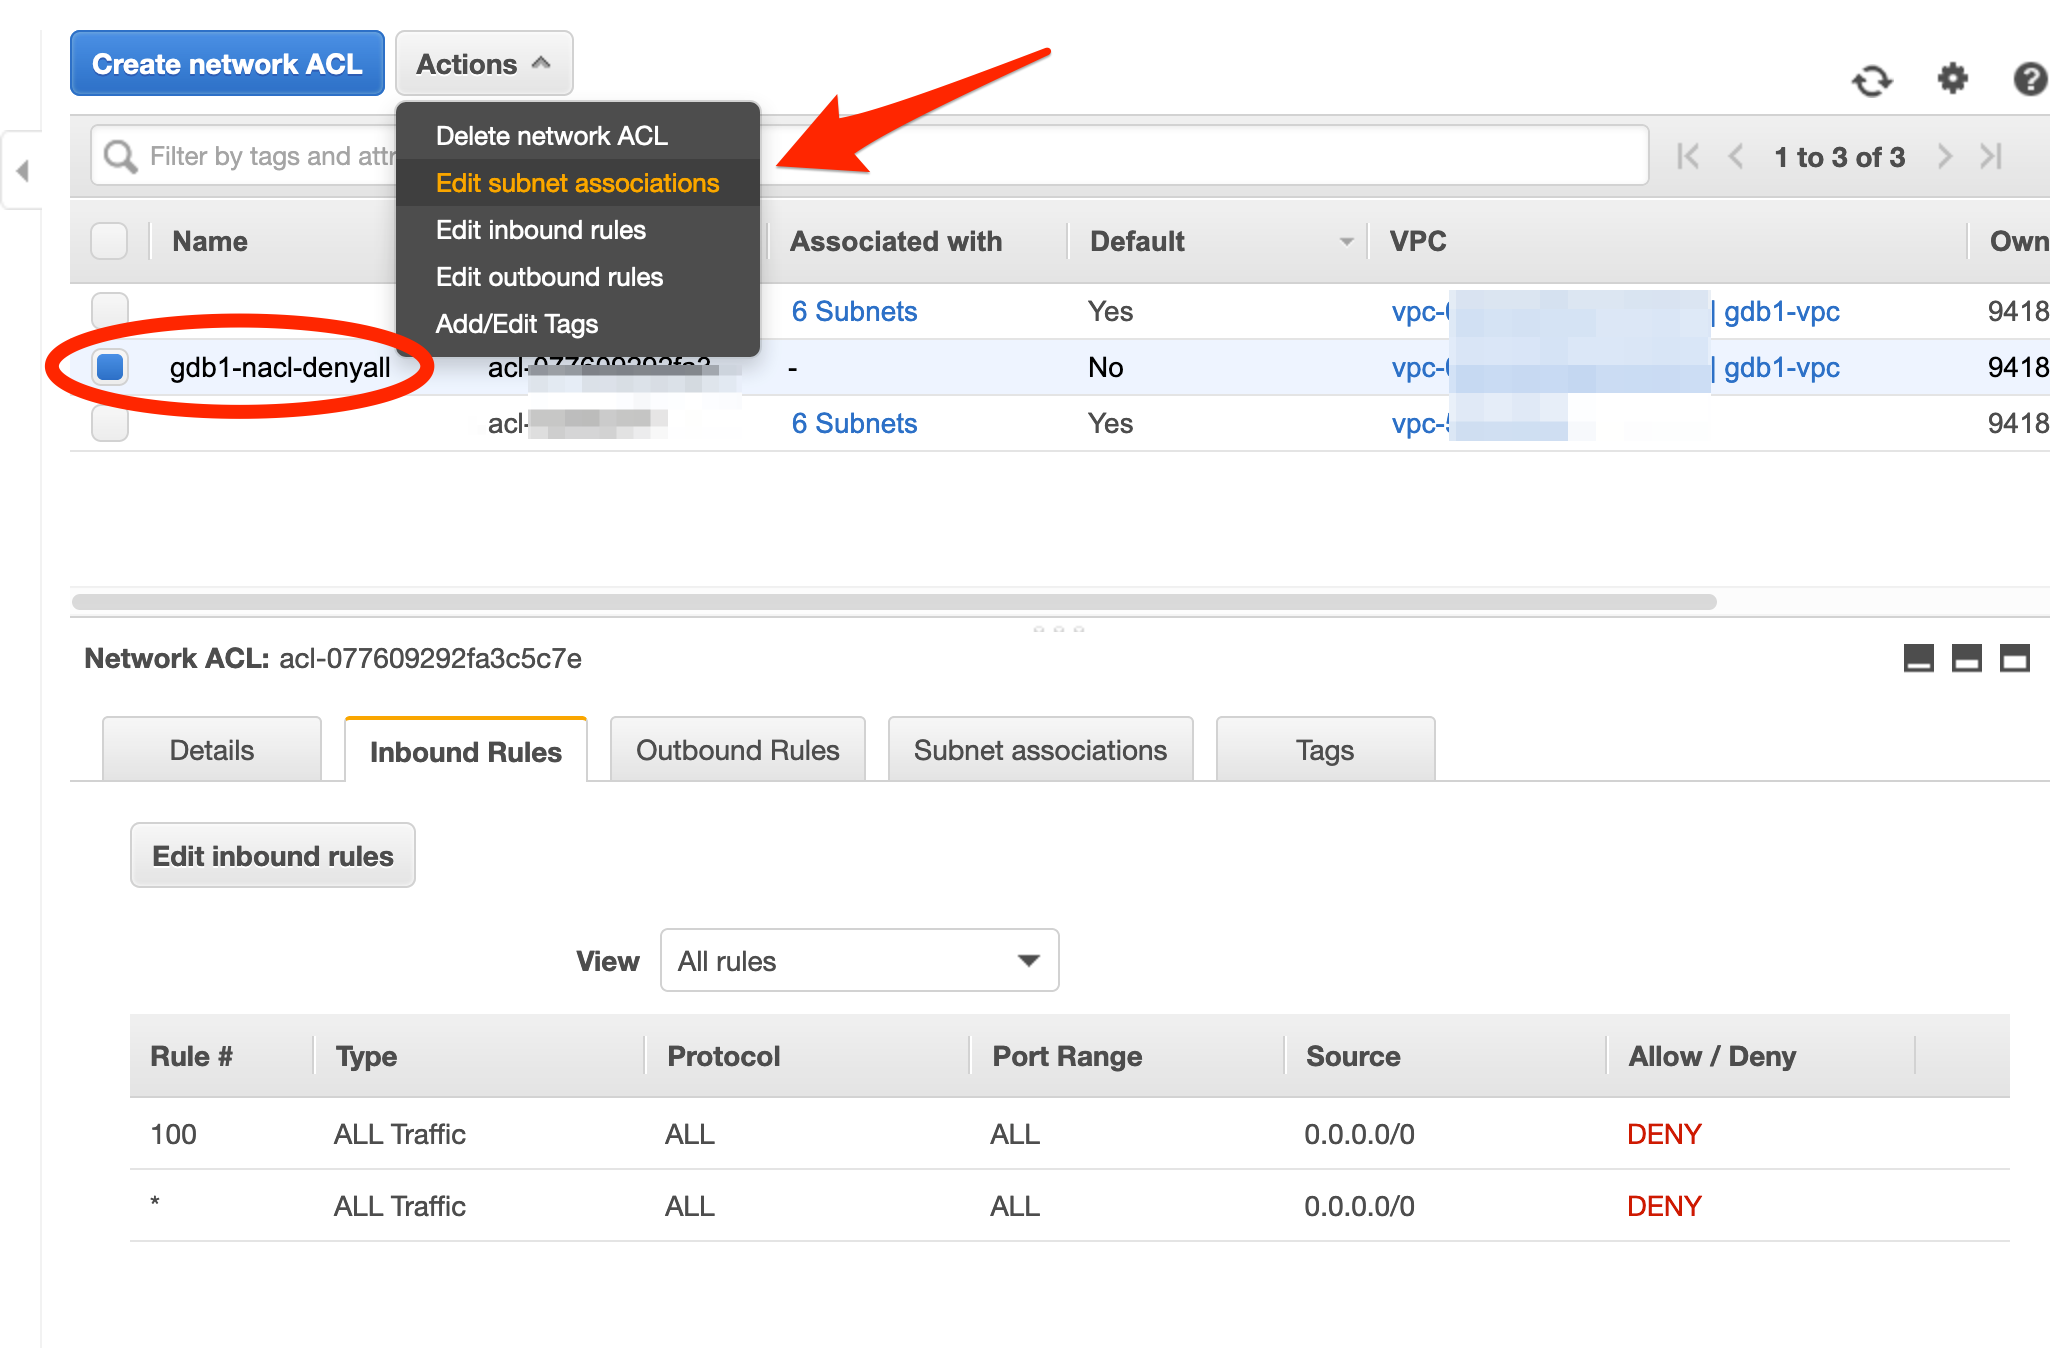 Create network ACL Actions
Delete network ACL
Filter by tags and attr 1 to 3 of 3
Edit subnet associations
Edit inbound rules
Name Associated with Default VPC Own
Edit outbound rules
6 Subnets Yes vpc- | gdb1-vpc 9418
Add/Edit Tags
gdb1-nacl-denyall acl-077609292fa3 - No vpc- | gdb1-vpc 9418
acl- 6 Subnets Yes vpc-5 9418
Network ACL: acl-077609292fa3c5c7e
Details Inbound Rules Outbound Rules Subnet associations Tags
Edit inbound rules
View All rules
Rule # Type Protocol Port Range Source Allow / Deny
100 ALL Traffic ALL ALL 0.0.0.0/0 DENY
* ALL Traffic ALL ALL 0.0.0.0/0 DENY